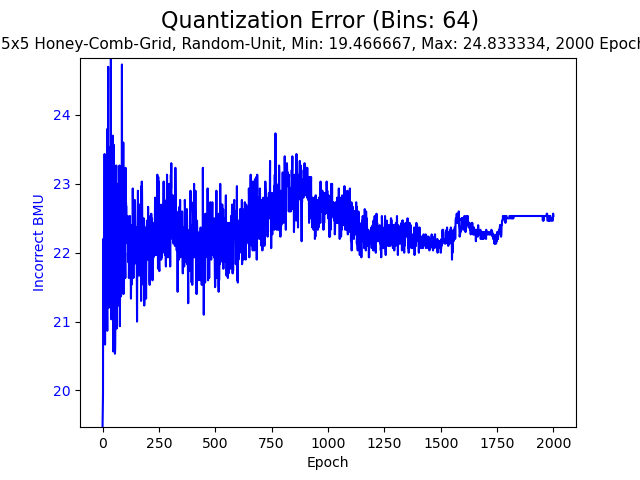 Quantization Error (Bins: 64)
5x5 Honey-Comb-Grid, Random-Unit, Min: 19.466667, Max: 24.833334, 2000 Epoch
24
23
22
21
20
Incorrect BMU
0 250 500 750 1000 1250 1500 1750 2000
Epoch